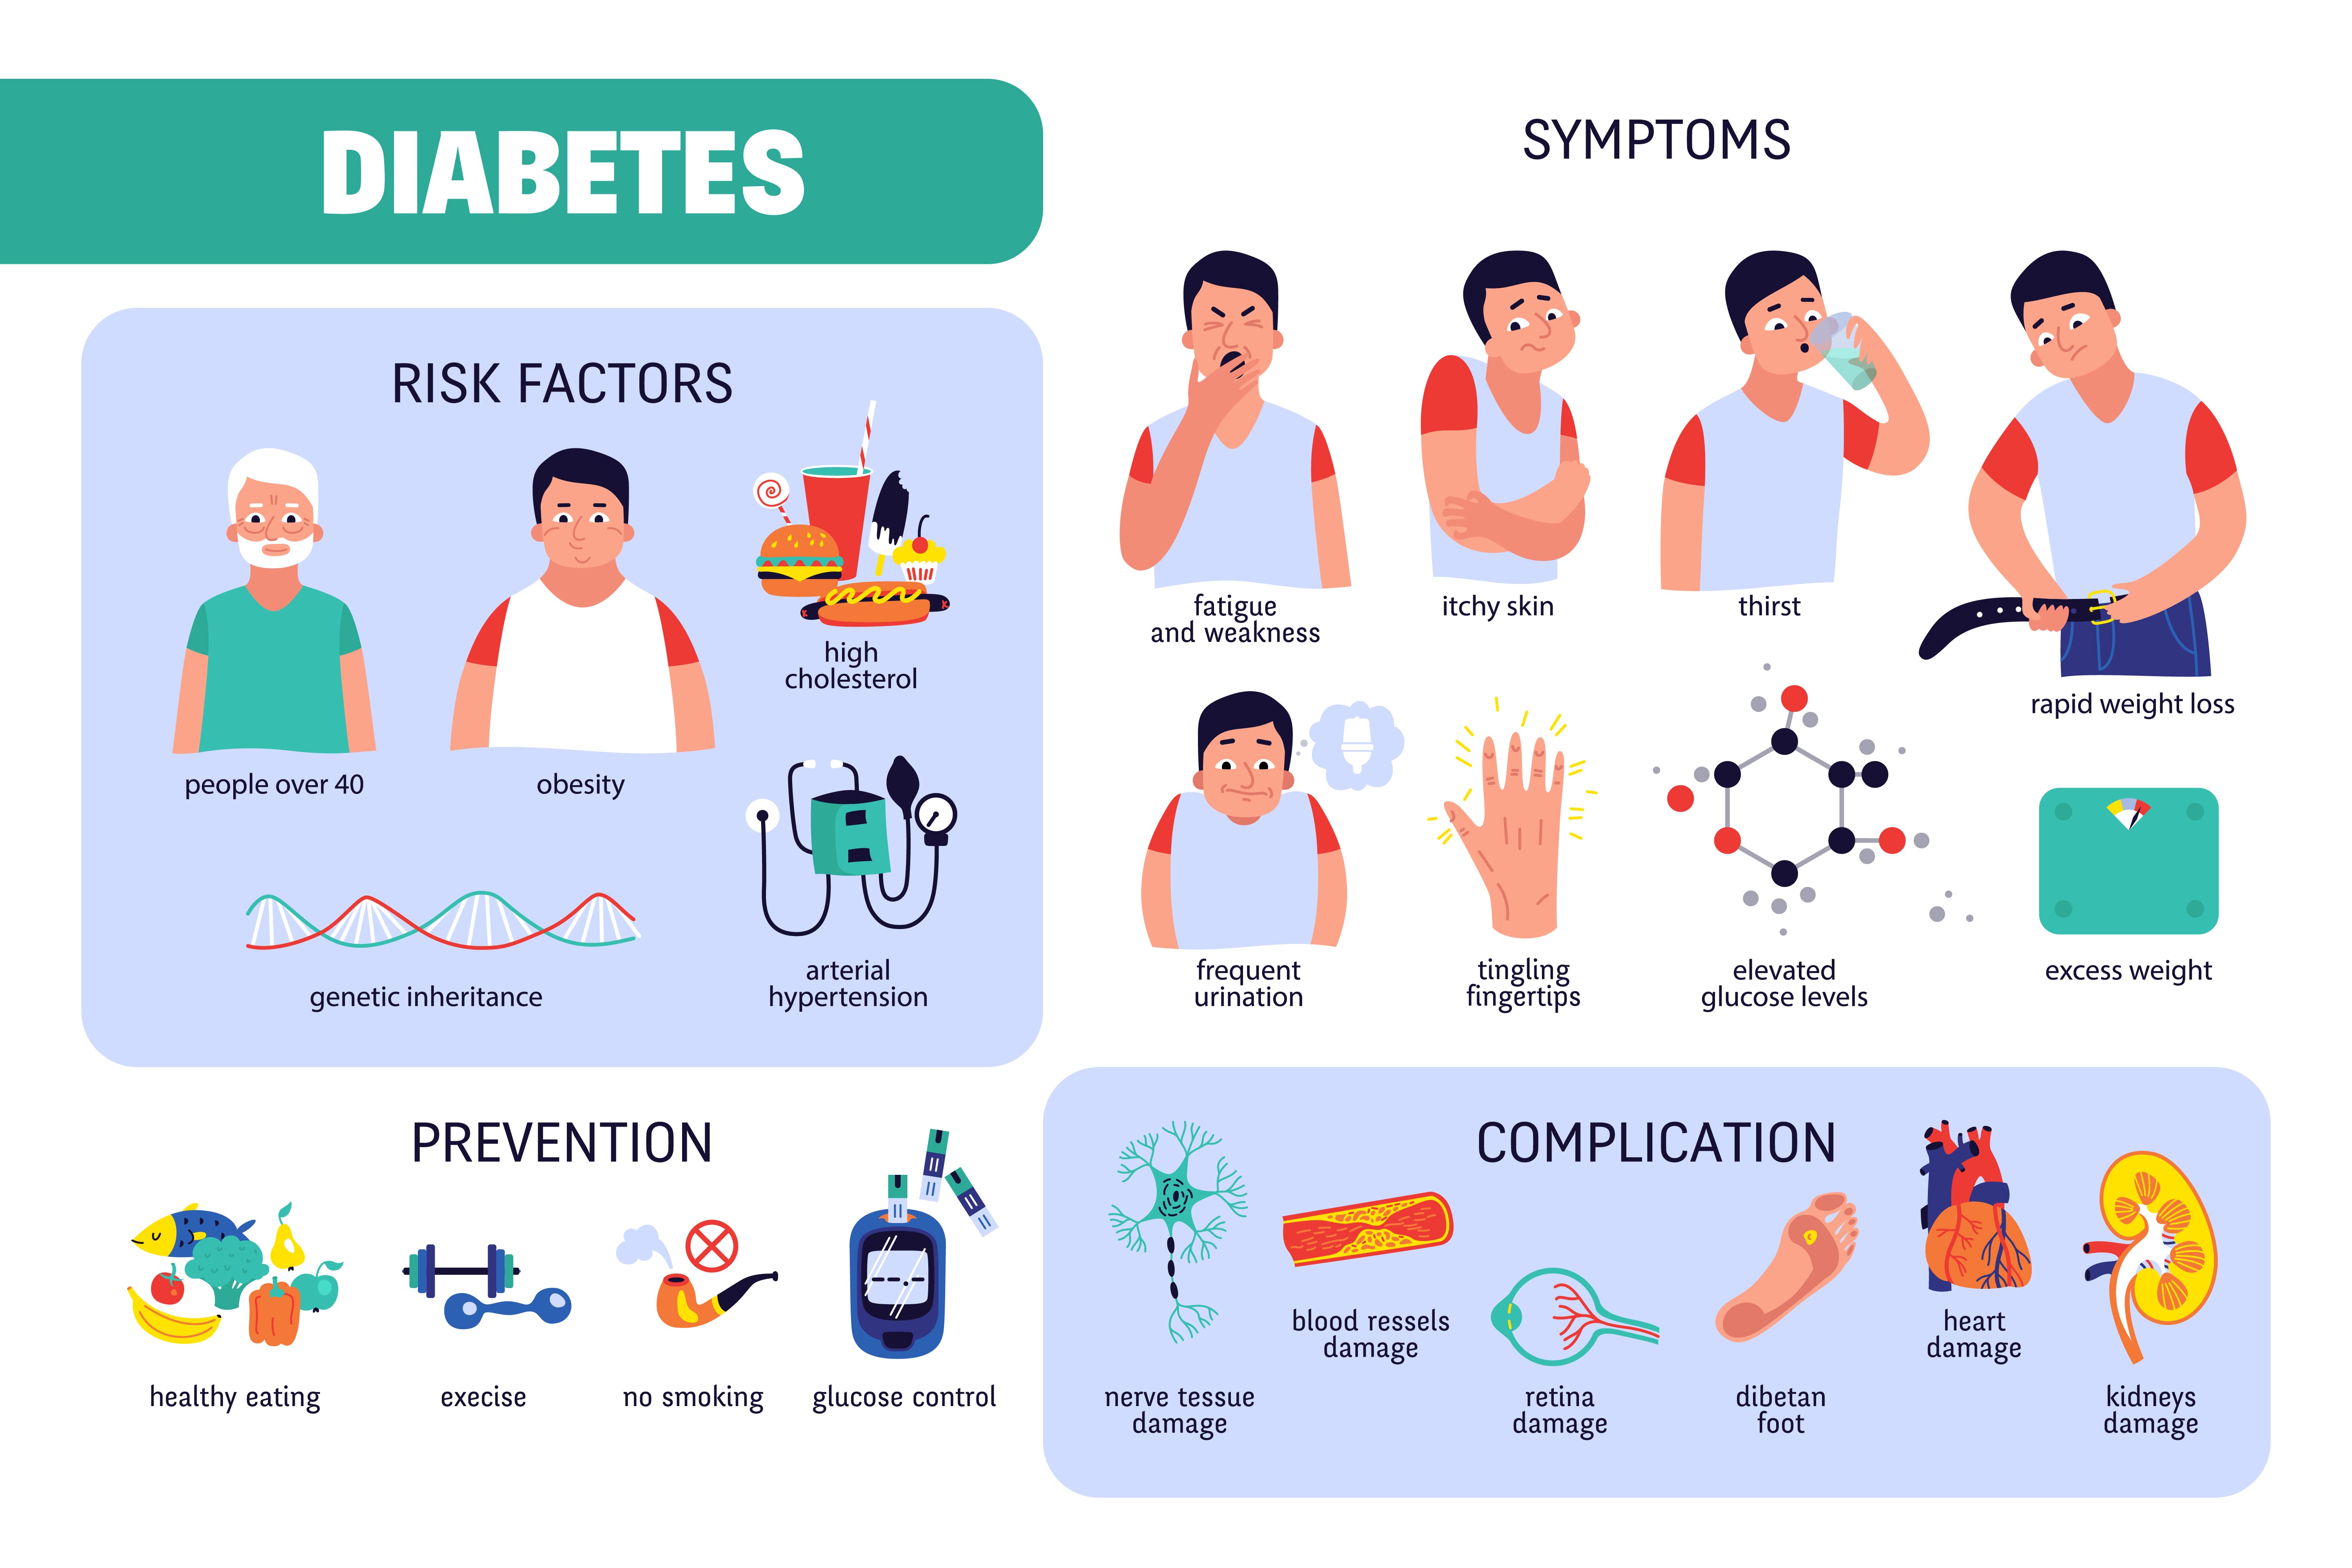 DIABETES
RISK FACTORS
people over 40
obesity
high
cholesterol
genetic inheritance
arterial
hypertension
SYMPTOMS
fatigue
and weakness
itchy skin
thirst
rapid weight loss
frequent
urination
tingling
fingertips
elevated
glucose levels
excess weight
PREVENTION
healthy eating
execise
no smoking
glucose control
COMPLICATION
nerve tessue
damage
blood ressels
damage
retina
damage
dibetan
foot
heart
damage
kidneys
damage